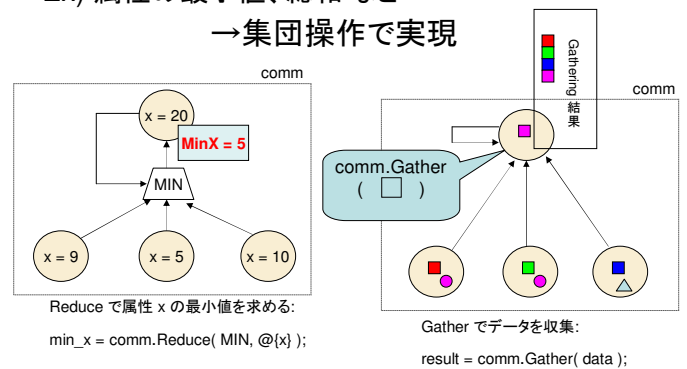 →集団操作で実現
comm
x = 20
MinX = 5
MIN
x = 9
x = 5
x = 10
Reduce で属性 x の最小値を求める:
min_x = comm.Reduce( MIN, @{x} );
Gathering 結果
comm
comm.Gather
( )
Gather でデータを収集:
result = comm.Gather( data );